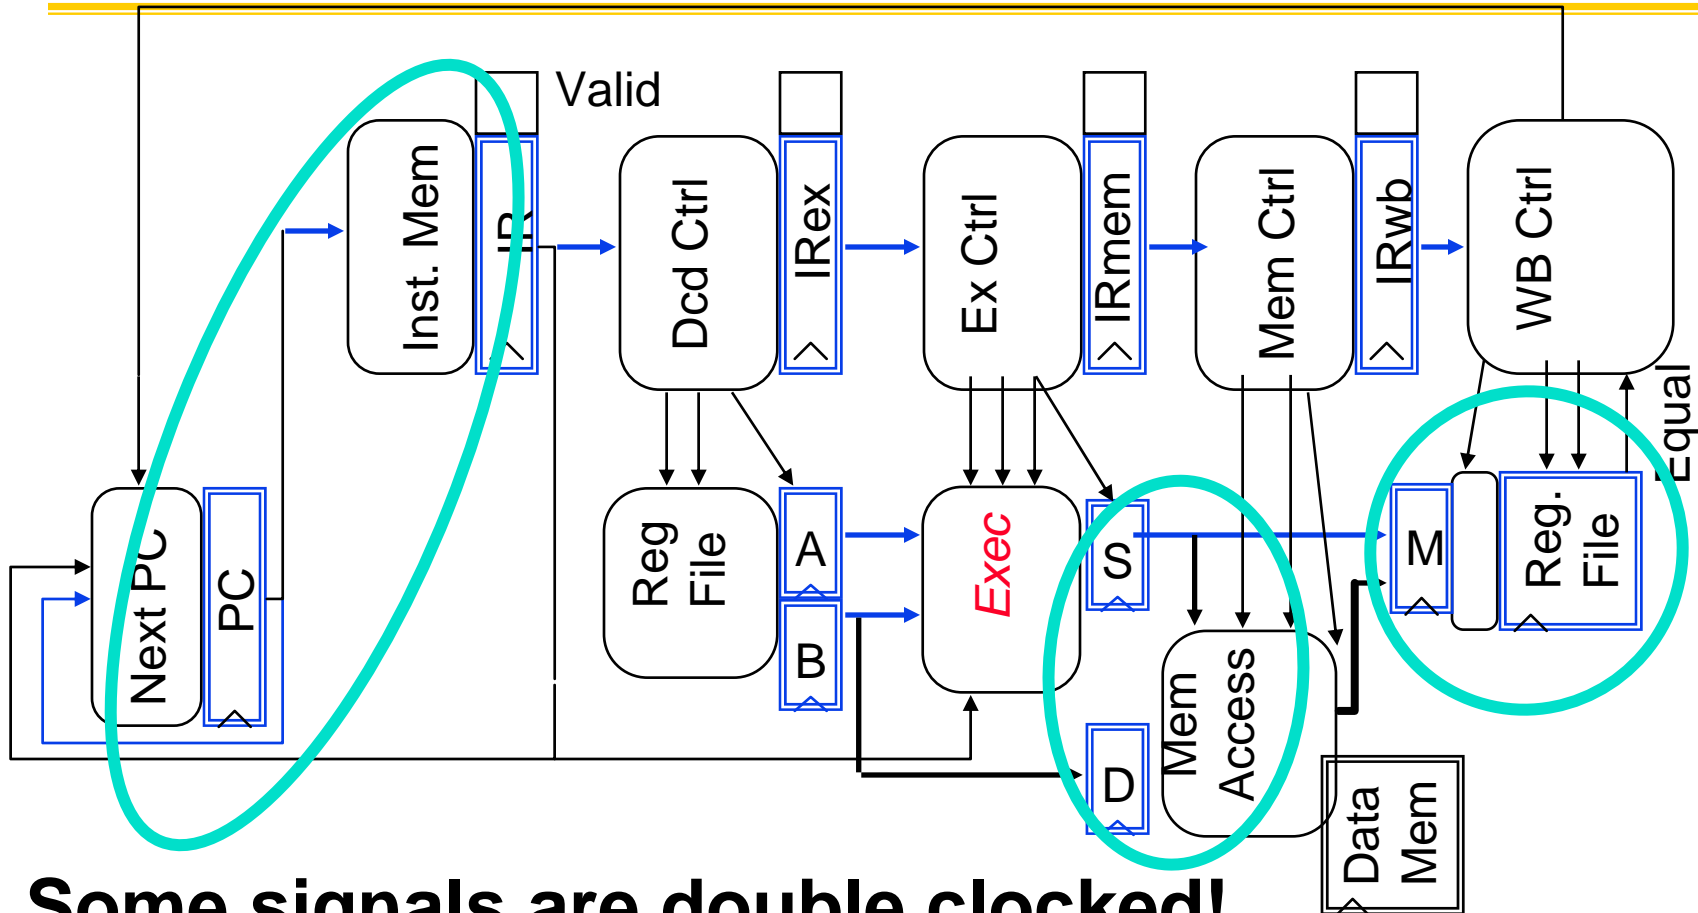 Valid
Inst. Mem
IR
Dcd Ctrl
IRex
Ex Ctrl
IRmem
Mem Ctrl
IRwb
WB Ctrl
Equal
Next PC
PC
Reg
File
A
B
Exec
S
D
Mem
Access
M
Reg.
File
Data
Mem
Some signals are double clocked!